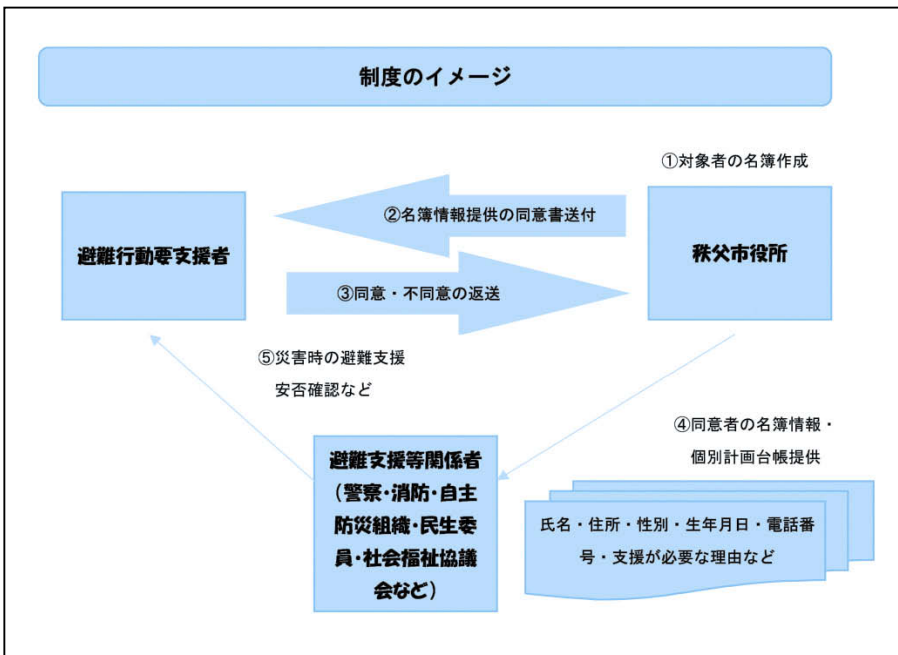 制度のイメージ
①対象者の名簿作成
避難行動要支援者
②名簿情報提供の同意書送付
秩父市役所
③同意・不同意の返送
⑤災害時の避難支援
安否確認など
④同意者の名簿情報・
個別計画台帳提供
避難支援等関係者
(警察・消防・自主
防災組織・民生委
員・社会福祉協議
会など)
氏名・住所・性別・生年月日・電話番
号・支援が必要な理由など